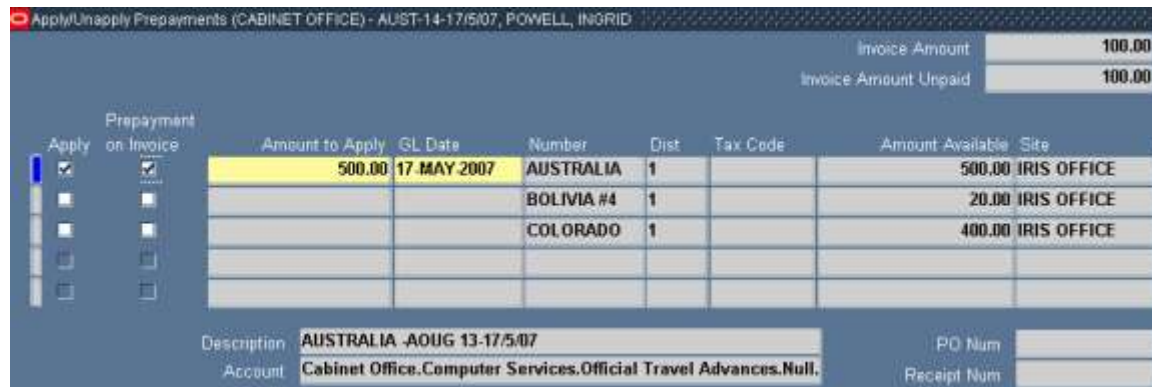 Apply/Unapply Prepayments (CABINET OFFICE) - AUST-14-17/5/07, POWELL, INGRID
Invoice Amount 100.00
Invoice Amount Unpaid 100.00
Prepayment
Apply on Invoice Amount to Apply GL Date Number Dist Tax Code Amount Available Site
500.00 17-MAY-2007 AUSTRALIA 1 500.00 IRIS OFFICE
BOLIVIA #4 1 20.00 IRIS OFFICE
COLORADO 1 400.00 IRIS OFFICE
Description AUSTRALIA -AOUG 13-17/5/07 PO Num
Account Cabinet Office.Computer Services.Official Travel Advances.Null. Receipt Num